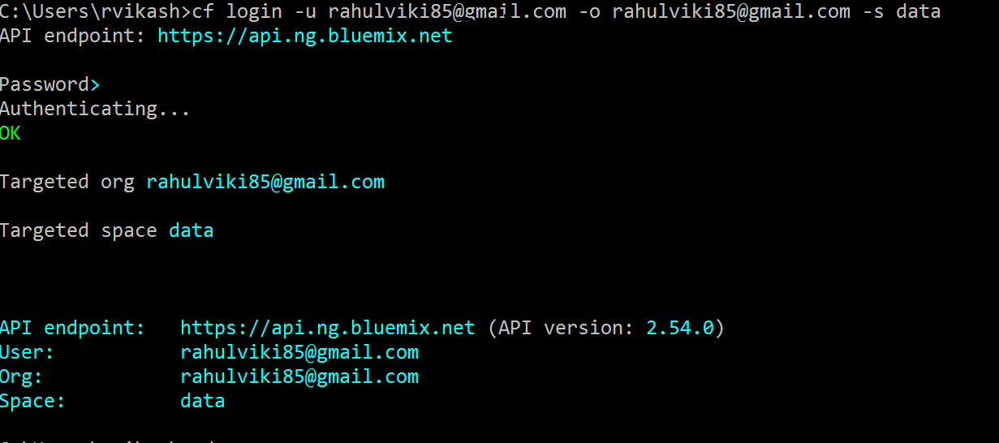 C:\Users\rvikash>cf login -u rahulviki85@gmail.com -o rahulviki85@gmail.com -s data
API endpoint: https://api.ng.bluemix.net
Password>
Authenticating...
OK
Targeted org rahulviki85@gmail.com
Targeted space data
API endpoint: https://api.ng.bluemix.net (API version: 2.54.0)
User: rahulviki85@gmail.com
Org: rahulviki85@gmail.com
Space: data